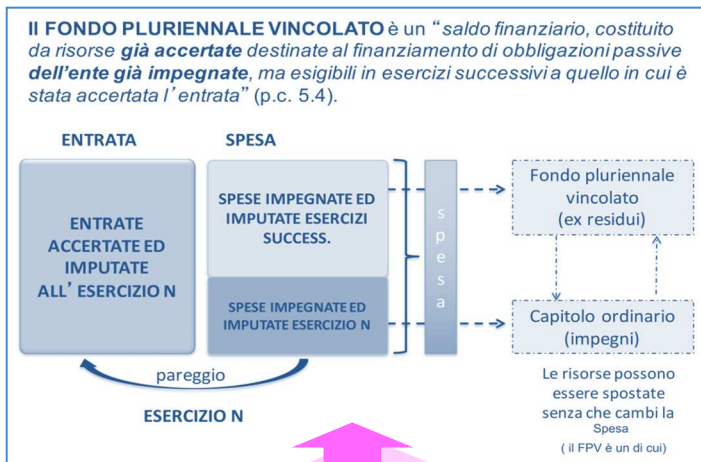 Il FONDO PLURIENNALE VINCOLATO è un “saldo finanziario, costituito
da risorse già accertate destinate al finanziamento di obbligazioni passive
dell’ente già impegnate, ma esigibili in esercizi successivi a quello in cui è
stata accertata l’entrata” (p.c. 5.4).
ENTRATA
SPESA
ENTRATE
ACCERTATE ED
IMPUTATE
ALL’ ESERCIZIO N
SPESE IMPEGNATE ED
IMPUTATE ESERCIZI
SUCCESS.
SPESE IMPEGNATE ED
IMPUTATE ESERCIZIO N
spesa
Fondo pluriennale
vincolato
(ex residui)
Capitolo ordinario
(impegni)
pareggio
ESERCIZIO N
Le risorse possono
essere spostate
senza che cambi la
Spesa
( il FPV è un di cui)